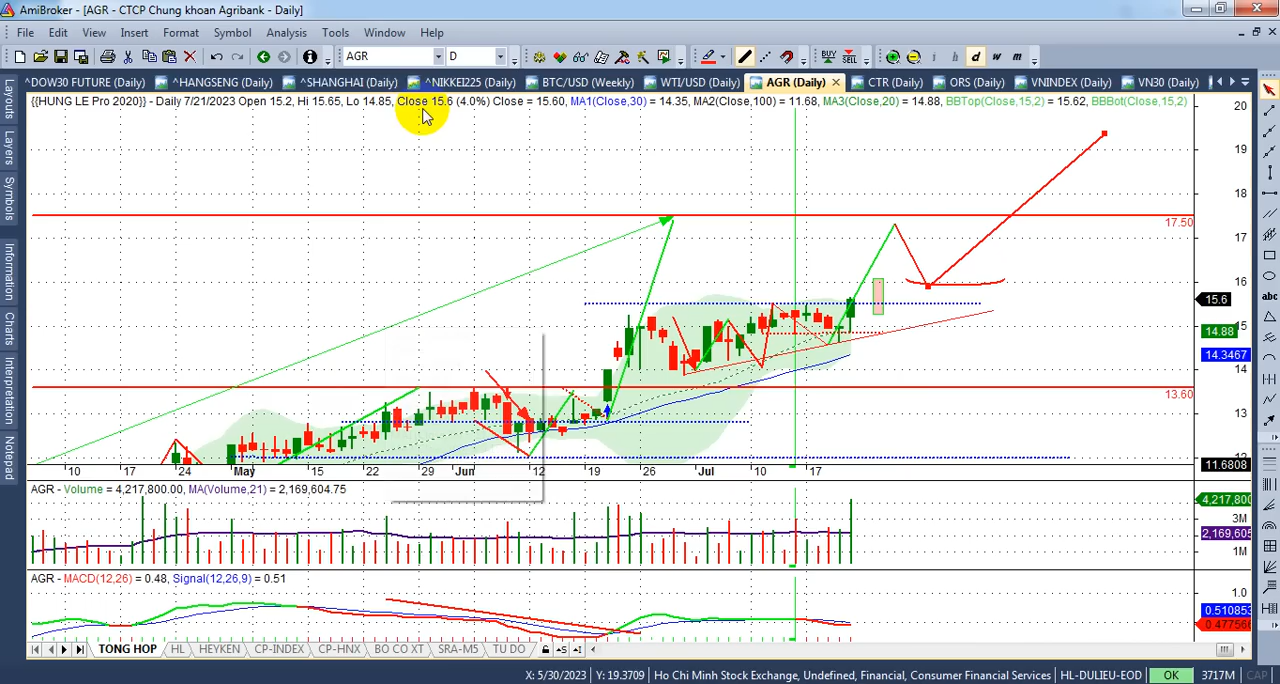 AmiBroker - [AGR - CTCP Chung khoan Agribank - Daily]
File Edit View Insert Format Symbol Analysis Tools Window Help
AGR D BUY SELL i h d w m
^DOW30 FUTURE (Daily) ^HANGSENG (Daily) ^SHANGHAI (Daily) ^NIKKEI225 (Daily) BTC/USD (Weekly) WTI/USD (Daily) AGR (Daily) CTR (Daily) ORS (Daily) VNINDEX (Daily) VN30 (Daily)
{{HUNG LE Pro 2020}} - Daily 7/21/2023 Open 15.2, Hi 15.65, Lo 14.85, Close 15.6 (4.0%) Close = 15.60, MA1(Close,30) = 14.35, MA2(Close,100) = 11.68, MA3(Close,20) = 14.88, BBTop(Close,15,2) = 15.62, BBBot(Close,15,2)
Layouts
Layers
Symbols
Information
Charts
Interpretation
Notepad
abc
20
19
18
17.50
17
16
15.6
15
14.88
14.3467
14
13.60
13
12
11.6808
10 17 24 May 15 22 29 Jun 12 19 26 Jul 10 17
AGR - Volume = 4,217,800.00, MA(Volume,21) = 2,169,604.75
4,217,800
3M
2,169,605
1M
AGR - MACD(12,26) = 0.48, Signal(12,26,9) = 0.51
1.0
0.510853
0.477566
TONG HOP HL HEYKEN CP-INDEX CP-HNX BO CO XT SRA-M5 TU DO
X: 5/30/2023 Y: 19.3709 Ho Chi Minh Stock Exchange, Undefined, Financial, Consumer Financial Services HL-DULIEU-EOD OK 3717M CAP